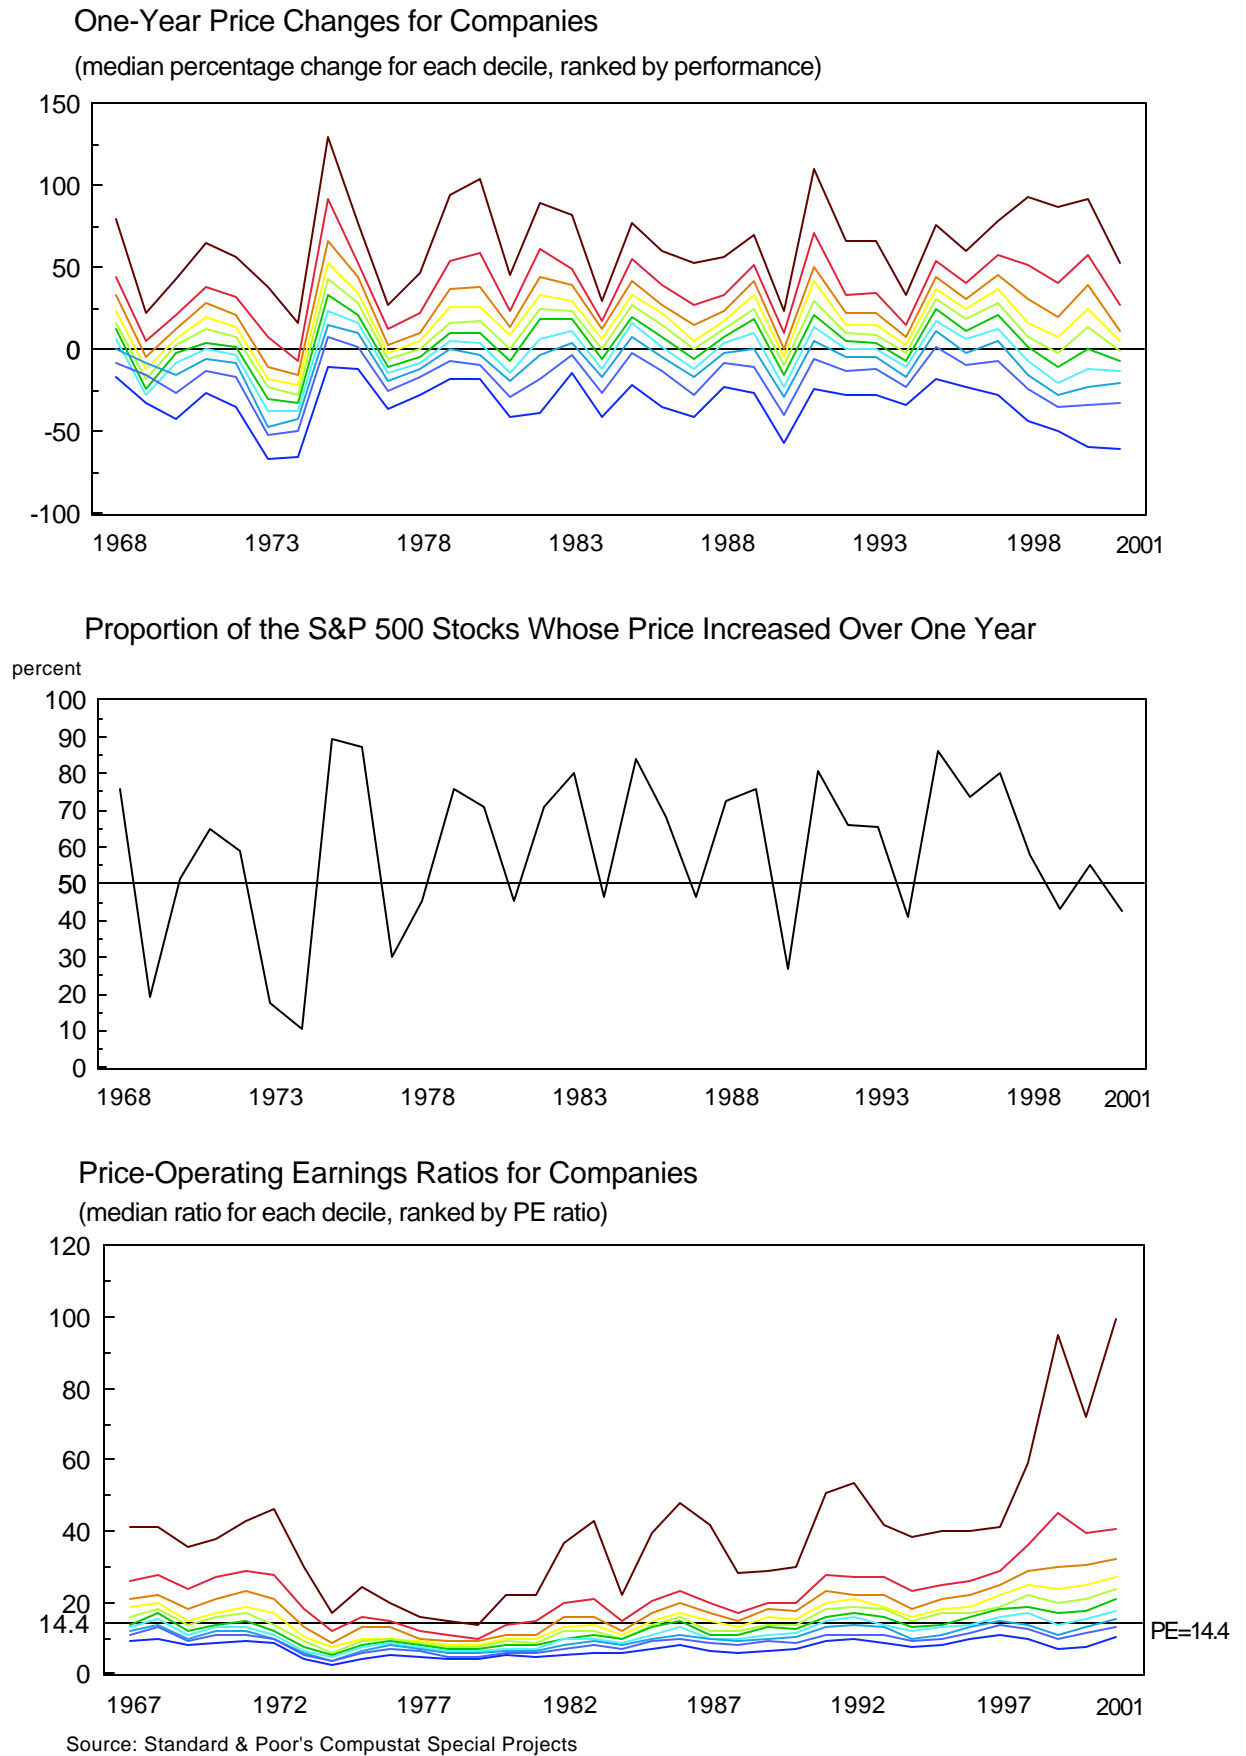 One-Year Price Changes for Companies
(median percentage change for each decile, ranked by performance)
150
100
50
0
-50
-100
1968 1973 1978 1983 1988 1993 1998 2001
Proportion of the S&P 500 Stocks Whose Price Increased Over One Year
percent
100
90
80
70
60
50
40
30
20
10
0
1968 1973 1978 1983 1988 1993 1998 2001
Price-Operating Earnings Ratios for Companies
(median ratio for each decile, ranked by PE ratio)
120
100
80
60
40
20
14.4
PE=14.4
0
1967 1972 1977 1982 1987 1992 1997 2001
Source: Standard & Poor's Compustat Special Projects